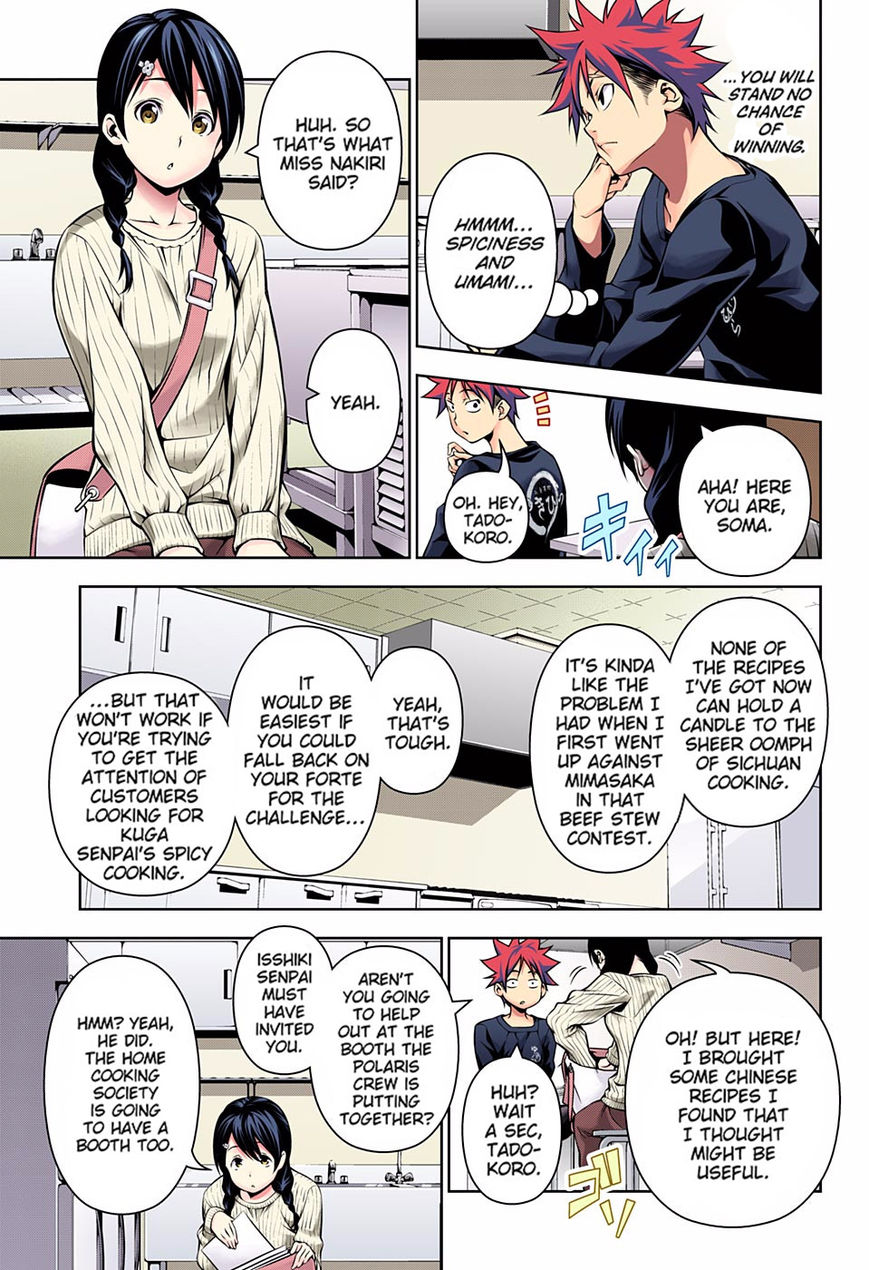 ...YOU WILL
STAND NO
CHANCE
OF
WINNING.
HMMM...
SPICINESS
AND
UMAMI...
AHA! HERE
YOU ARE,
SOMA.
キィィ
OH. HEY,
TADO-
KORO.
HUH. SO
THAT'S WHAT
MISS NAKIRI
SAID?
YEAH.
NONE OF
THE RECIPES
I'VE GOT NOW
CAN HOLD A
CANDLE TO THE
SHEER OOMPH
OF SICHUAN
COOKING.
IT'S KINDA
LIKE THE
PROBLEM I
HAD WHEN I
FIRST WENT
UP AGAINST
MIMASAKA
IN THAT
BEEF STEW
CONTEST.
YEAH,
THAT'S
TOUGH.
IT
WOULD BE
EASIEST IF
YOU COULD
FALL BACK ON
YOUR FORTE
FOR THE
CHALLENGE...
...BUT THAT
WON'T WORK IF
YOU'RE TRYING
TO GET THE
ATTENTION OF
CUSTOMERS
LOOKING FOR
KUGA
SENPAI'S SPICY
COOKING.
OH! BUT HERE!
I BROUGHT
SOME CHINESE
RECIPES I
FOUND THAT
I THOUGHT
MIGHT BE
USEFUL.
ゴソ
HUH?
WAIT
A SEC,
TADO-
KORO.
AREN'T
YOU GOING
TO HELP
OUT AT THE
BOOTH THE
POLARIS
CREW IS
PUTTING
TOGETHER?
ISSHIKI
SENPAI
MUST
HAVE
INVITED
YOU.
HMM? YEAH,
HE DID.
THE HOME
COOKING
SOCIETY
IS GOING
TO HAVE A
BOOTH TOO.